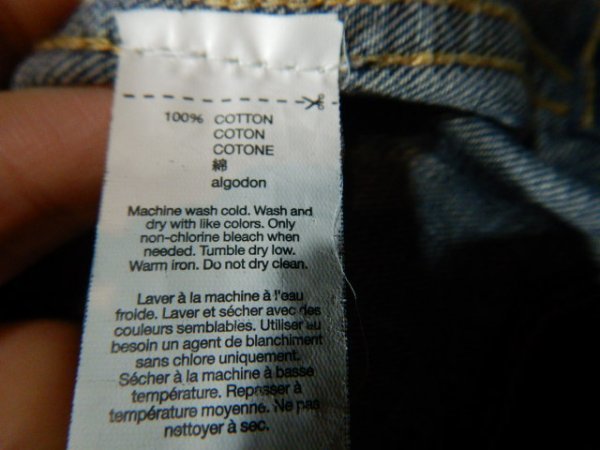 100% COTTON
COTON
COTONE
綿
algodon
Machine wash cold. Wash and
dry with like colors. Only
non-chlorine bleach when
needed. Tumble dry low.
Warm iron. Do not dry clean.
Laver à la machine à l'eau
froide. Laver et sécher avec des
couleurs semblables. Utiliser au
besoin un agent de blanchiment
sans chlore uniquement.
Sécher à la machine à basse
température. Repasser à
température moyenne. Ne pas
nettoyer à sec.